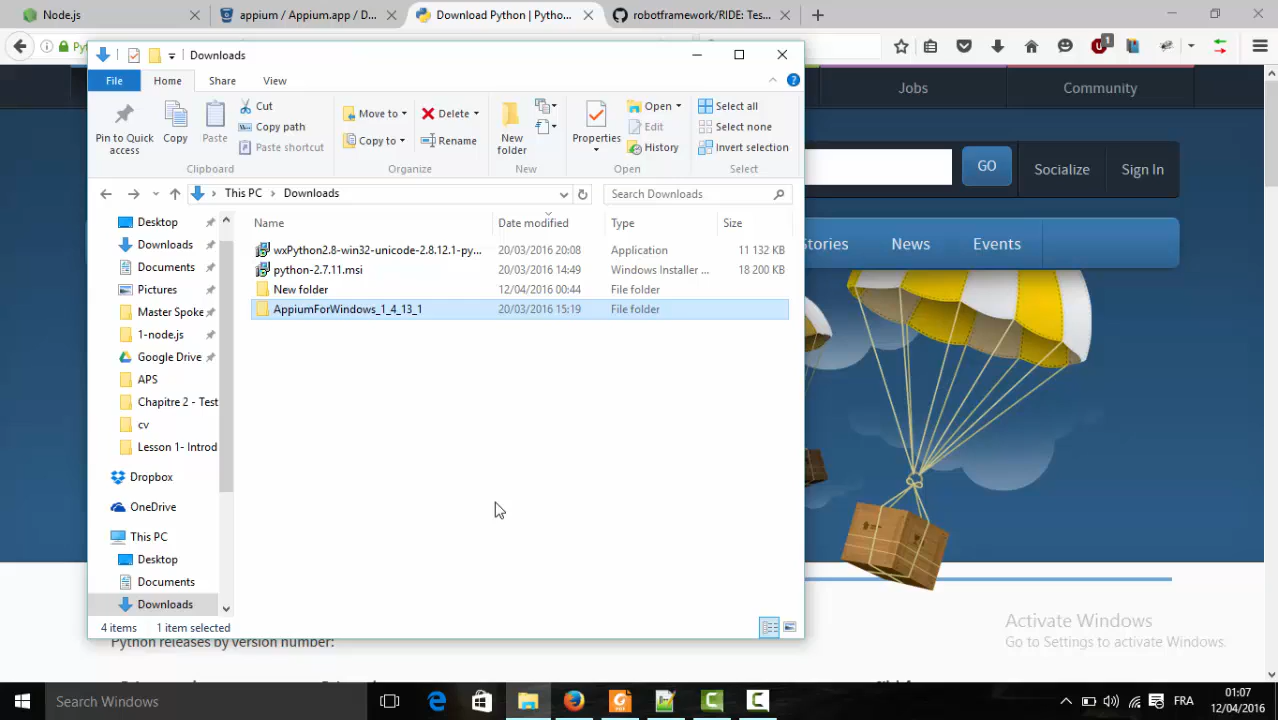 Node.js
appium / Appium.app / D...
Download Python | Python...
robotframework/RIDE: Tes...
1
Downloads
File
Home
Share
View
Pin to Quick access
Copy
Paste
Cut
Copy path
Paste shortcut
Clipboard
Move to
Copy to
Delete
Rename
Organize
New folder
New
Properties
Open
Edit
History
Open
Select all
Select none
Invert selection
Select
This PC > Downloads
Search Downloads
Name
Date modified
Type
Size
wxPython2.8-win32-unicode-2.8.12.1-py... 20/03/2016 20:08 Application 11 132 KB
python-2.7.11.msi 20/03/2016 14:49 Windows Installer ... 18 200 KB
New folder 12/04/2016 00:44 File folder
AppiumForWindows_1_4_13_1 20/03/2016 15:19 File folder
Desktop
Downloads
Documents
Pictures
Master Spoke
1-node.js
Google Drive
APS
Chapitre 2 - Test
cv
Lesson 1- Introd
Dropbox
OneDrive
This PC
Desktop
Documents
Downloads
4 items
1 item selected
Jobs
Community
GO
Socialize
Sign In
Stories
News
Events
Python releases by version number:
Activate Windows
Go to Settings to activate Windows.
Search Windows
FRA
01:07
12/04/2016